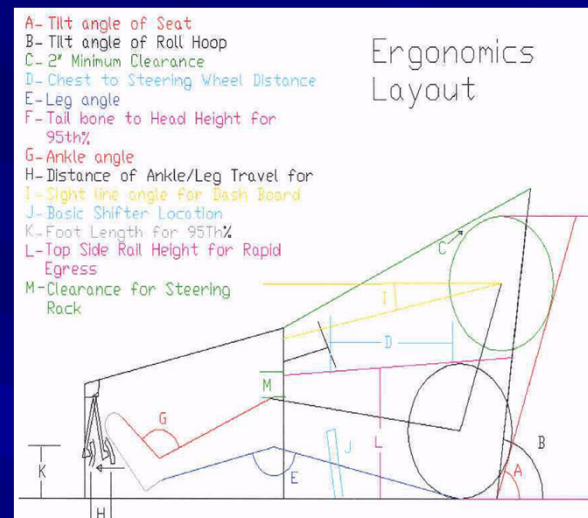 A- Tilt angle of Seat
B- Tilt angle of Roll Hoop
C- 2" Minimum Clearance
D- Chest to Steering Wheel Distance
E- Leg angle
F- Tail bone to Head Height for
95th%
G- Ankle angle
H- Distance of Ankle/Leg Travel for
I- Sight line angle for Dash Board
J- Basic Shifter Location
K- Foot Length for 95Th%
L- Top Side Rail Height for Rapid
Egress
M- Clearance for Steering
Rack
Ergonomics
Layout
C
I
D
M
G
L
K
J
B
E
A
H